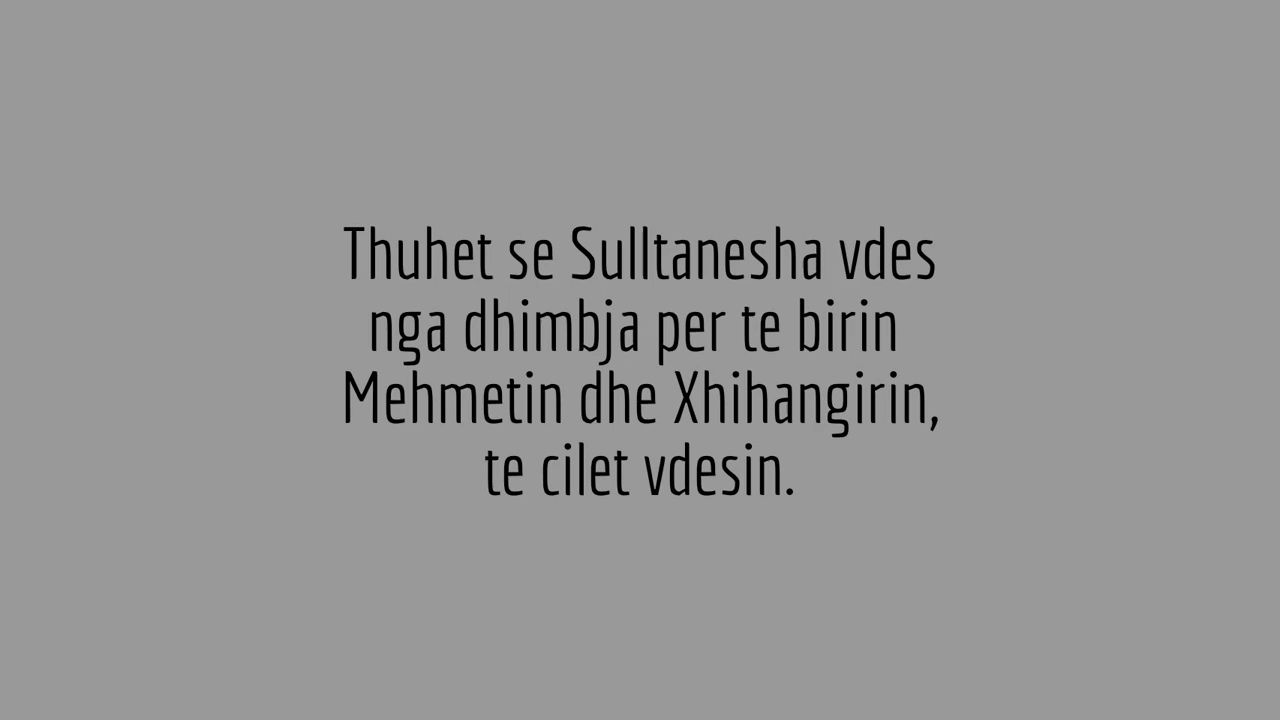 Thuhet se Sulltanesha vdes
nga dhimbja per te birin
Mehmetin dhe Xhihangirin,
te cilet vdesin.